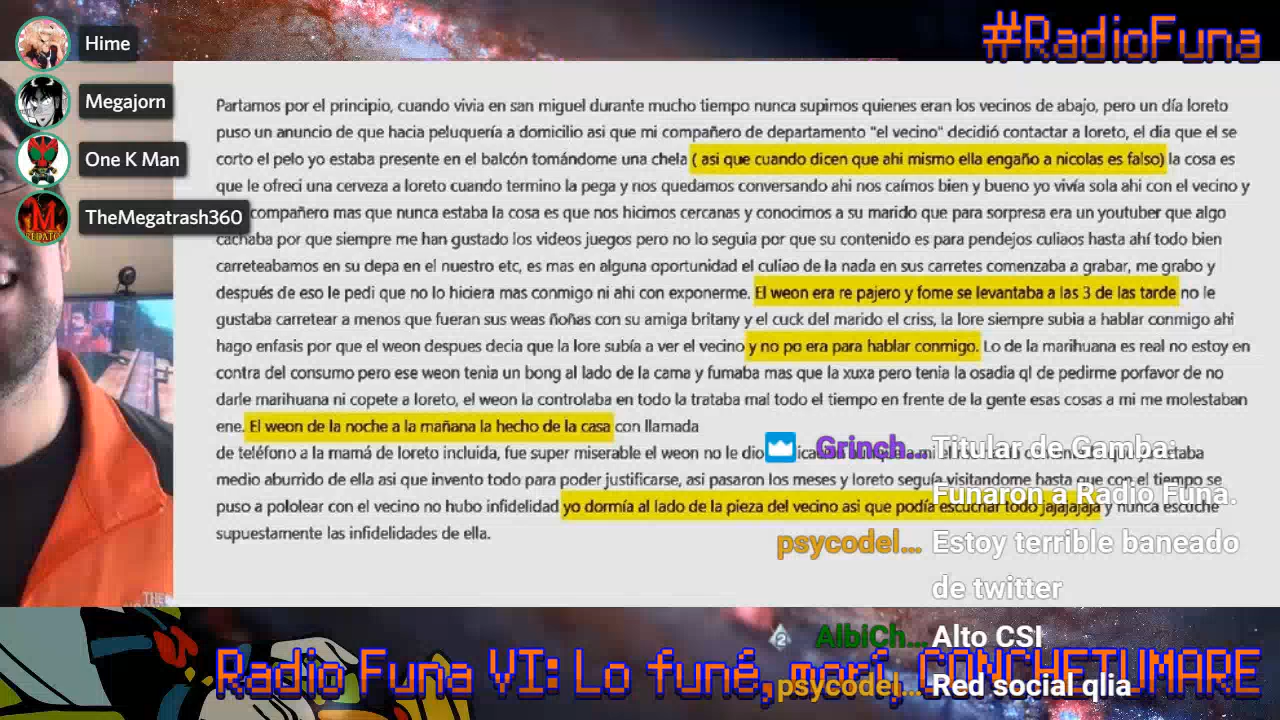 #RadioFuna
Hime
Megajorn
One K Man
TheMegatrash360
Partamos por el principio, cuando vivia en san miguel durante mucho tiempo nunca supimos quienes eran los vecinos de abajo, pero un día loreto
puso un anuncio de que hacia peluquería a domicilio asi que mi compañero de departamento "el vecino" decidió contactar a loreto, el dia que el se
corto el pelo yo estaba presente en el balcón tomándome una chela ( asi que cuando dicen que ahi mismo ella engaño a nicolas es falso) la cosa es
que le ofreci una cerveza a loreto cuando termino la pega y nos quedamos conversando ahi nos caímos bien y bueno yo vivía sola ahi con el vecino y
compañero mas que nunca estaba la cosa es que nos hicimos cercanas y conocimos a su marido que para sorpresa era un youtuber que algo
cachaba por que siempre me han gustado los videos juegos pero no lo seguia por que su contenido es para pendejos culiaos hasta ahí todo bien
carreteabamos en su depa en el nuestro etc, es mas en alguna oportunidad el culiao de la nada en sus carretes comenzaba a grabar, me grabo y
después de eso le pedi que no lo hiciera mas conmigo ni ahi con exponerme. El weon era re pajero y fome se levantaba a las 3 de las tarde no le
gustaba carretear a menos que fueran sus weas ñoñas con su amiga britany y el cuck del marido el criss, la lore siempre subia a hablar conmigo ahi
hago enfasis por que el weon despues decia que la lore subía a ver el vecino y no po era para hablar conmigo. Lo de la marihuana es real no estoy en
contra del consumo pero ese weon tenia un bong al lado de la cama y fumaba mas que la xuxa pero tenia la osadia ql de pedirme porfavor de no
darle marihuana ni copete a loreto, el weon la controlaba en todo la trataba mal todo el tiempo en frente de la gente esas cosas a mi me molestaban
ene. El weon de la noche a la mañana la hecho de la casa con llamada
de teléfono a la mamá de loreto incluida, fue super miserable el weon no le dio
medio aburrido de ella asi que invento todo para poder justificarse, asi pasaron los meses y loreto seguía visitandome hasta que con el tiempo se
puso a pololear con el vecino no hubo infidelidad yo dormía al lado de la pieza del vecino asi que podía escuchar todo jajajajaja y nunca escuche
supuestamente las infidelidades de ella.
Grinch... Titular de Gamba:
Funaron a Radio Funa.
psycodel... Estoy terrible baneado
de twitter
AlbiCh... Alto CSI
psycodel... Red social qlia
Radio Funa VI: Lo funé, morí, CONCHETUMARE